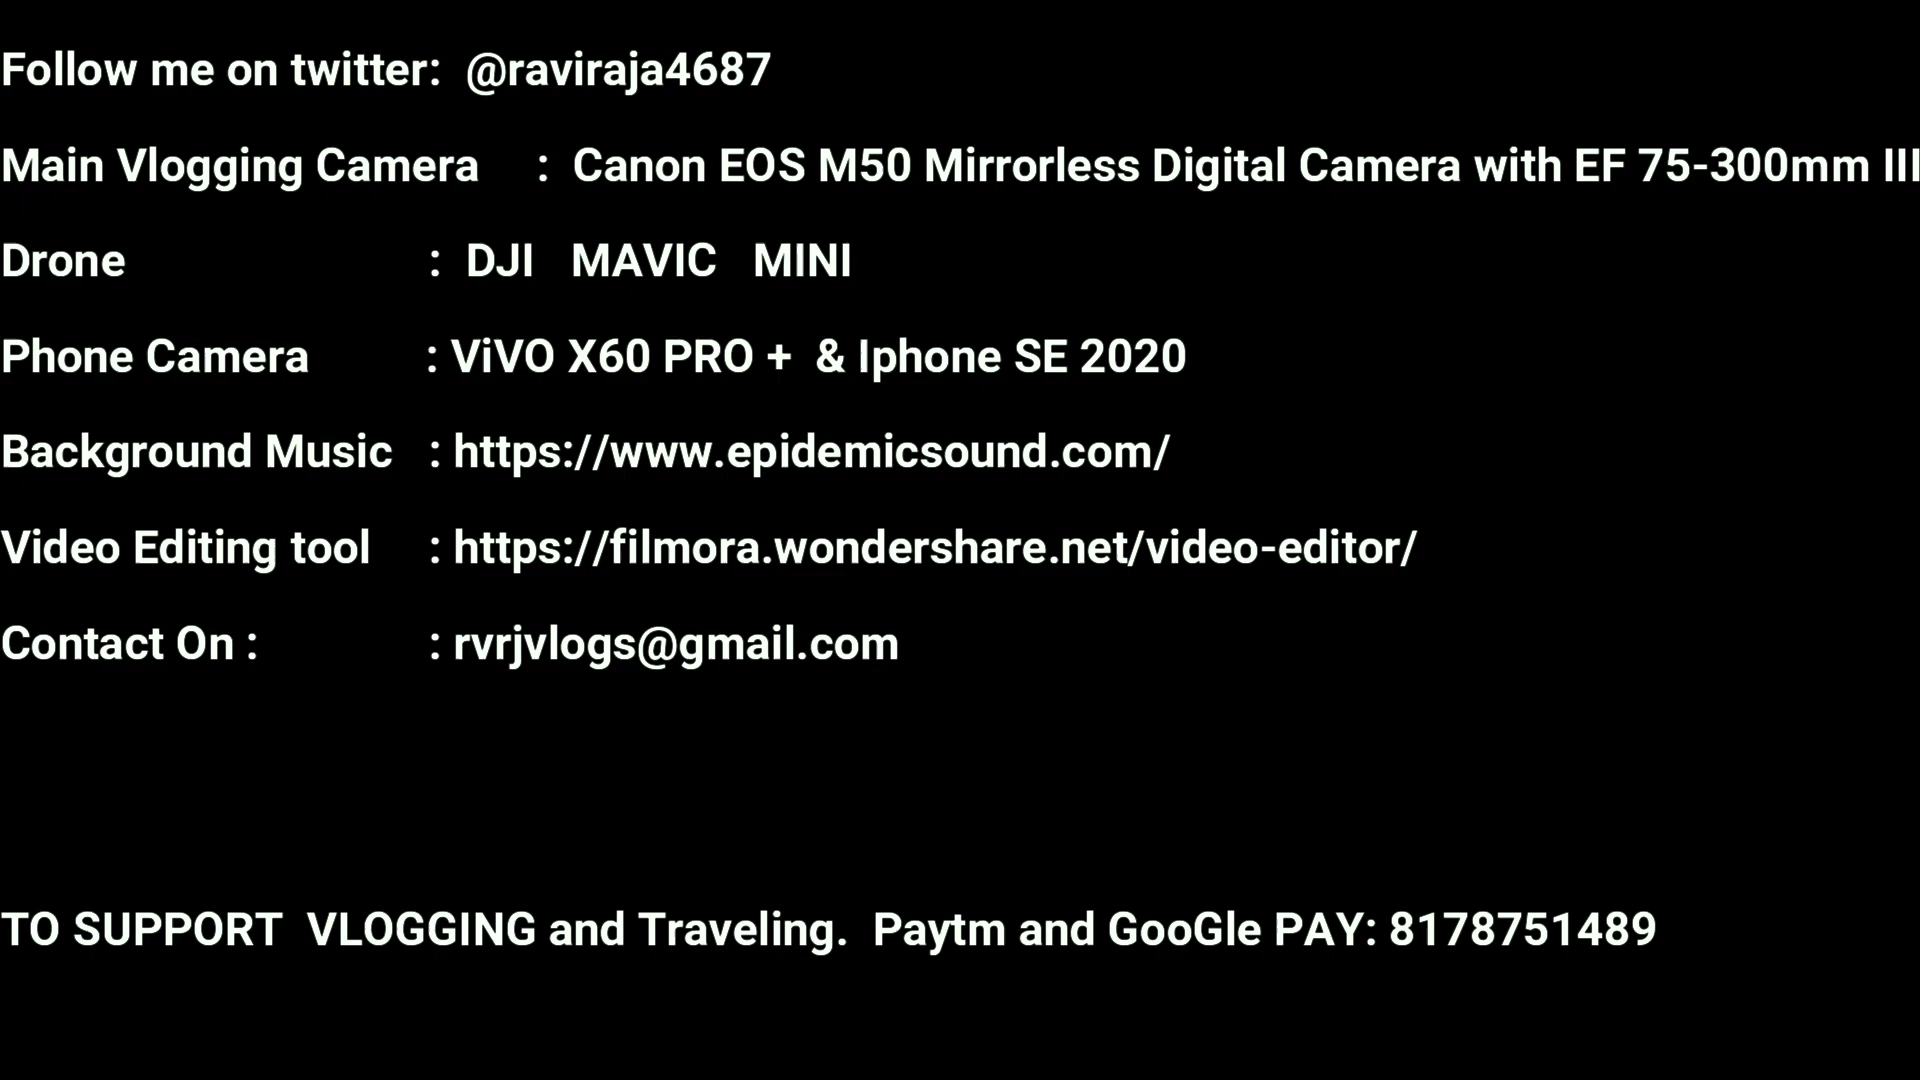 Follow me on twitter: @raviraja4687
Main Vlogging Camera : Canon EOS M50 Mirrorless Digital Camera with EF 75-300mm III
Drone : DJI MAVIC MINI
Phone Camera : ViVO X60 PRO + & Iphone SE 2020
Background Music : https://www.epidemicsound.com/
Video Editing tool : https://filmora.wondershare.net/video-editor/
Contact On : : rvrjvlogs@gmail.com
TO SUPPORT VLOGGING and Traveling. Paytm and GooGle PAY: 8178751489